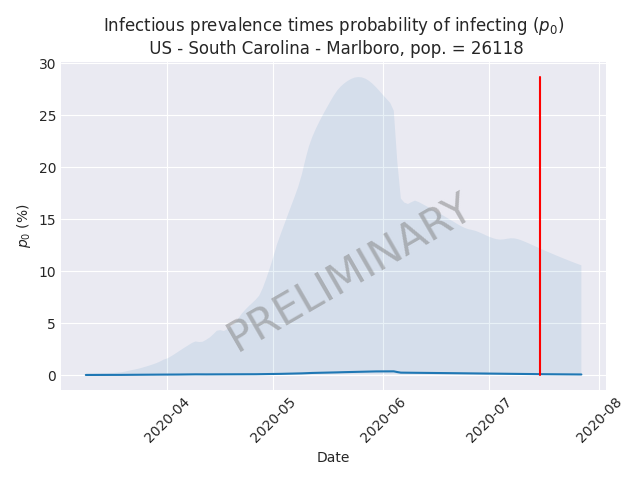 Infectious prevalence times probability of infecting (p₀)
US - South Carolina - Marlboro, pop. = 26118
30
25
20
15
10
5
0
p₀ (%)
PRELIMINARY
2020-04
2020-05
2020-06
2020-07
2020-08
Date